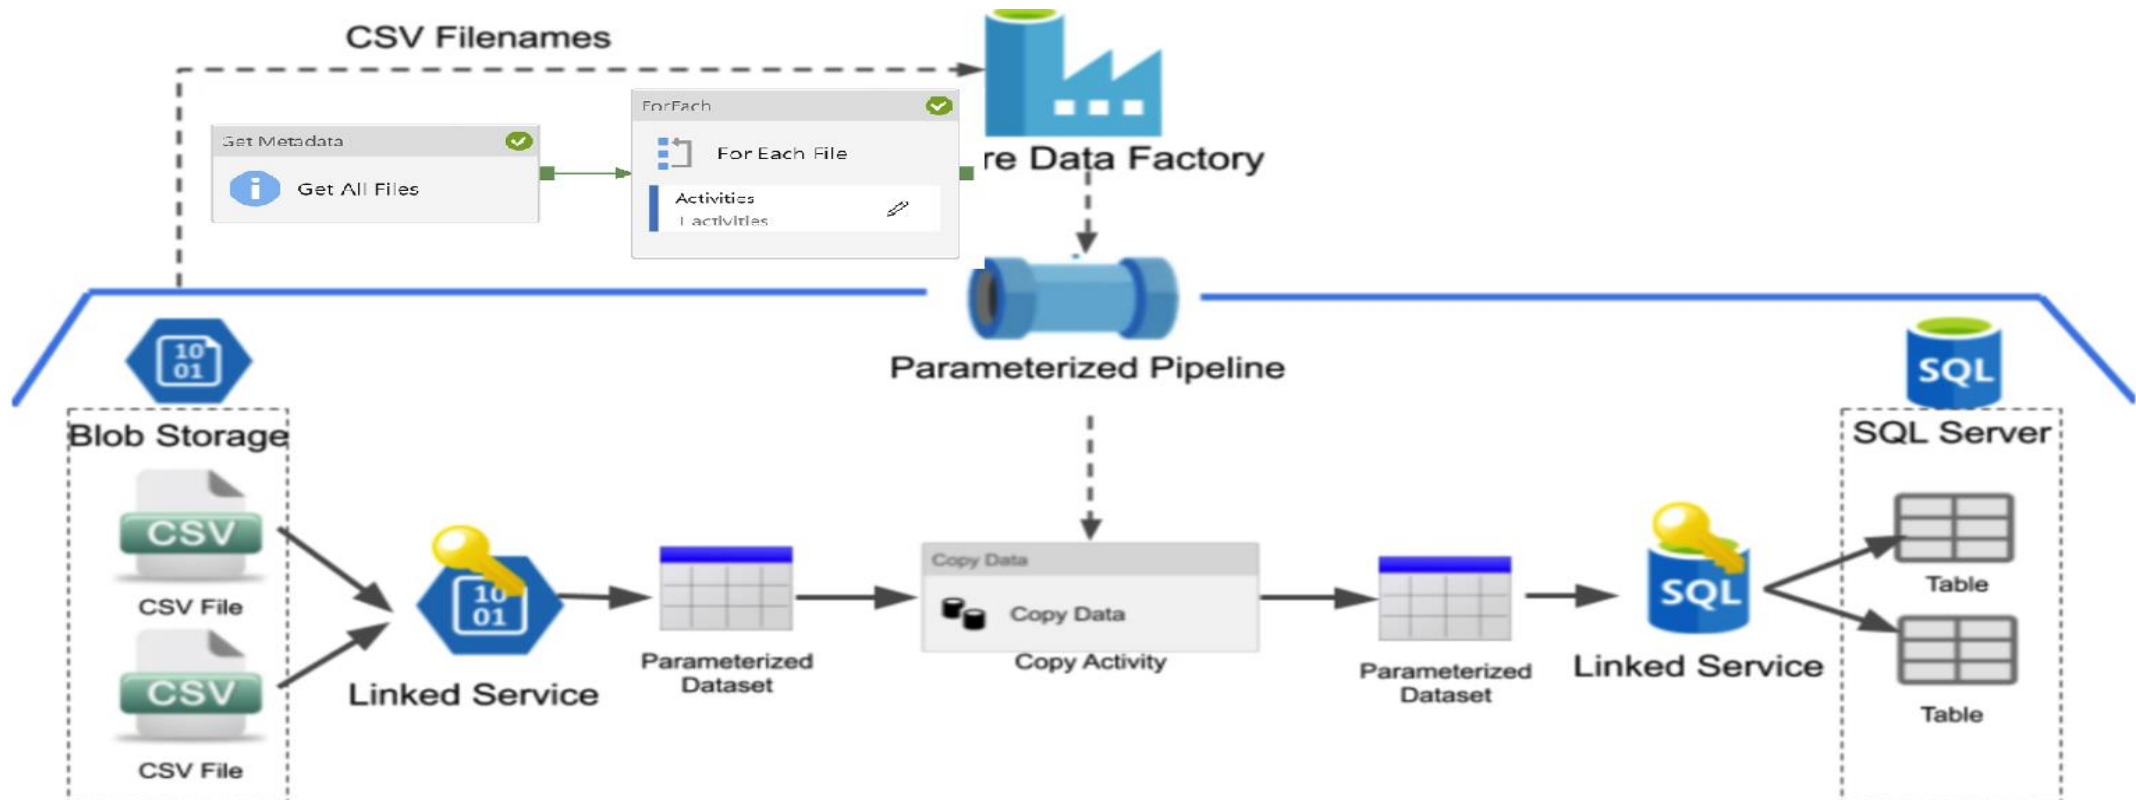 CSV Filenames
ForEach
Get Metadata
For Each File
Get All Files
Activities
1 activities
re Data Factory
Parameterized Pipeline
10
01
SQL
Blob Storage
SQL Server
CSV
CSV File
CSV
CSV File
10
01
Linked Service
Parameterized
Dataset
Copy Data
Copy Data
Copy Activity
Parameterized
Dataset
SQL
Linked Service
Table
Table